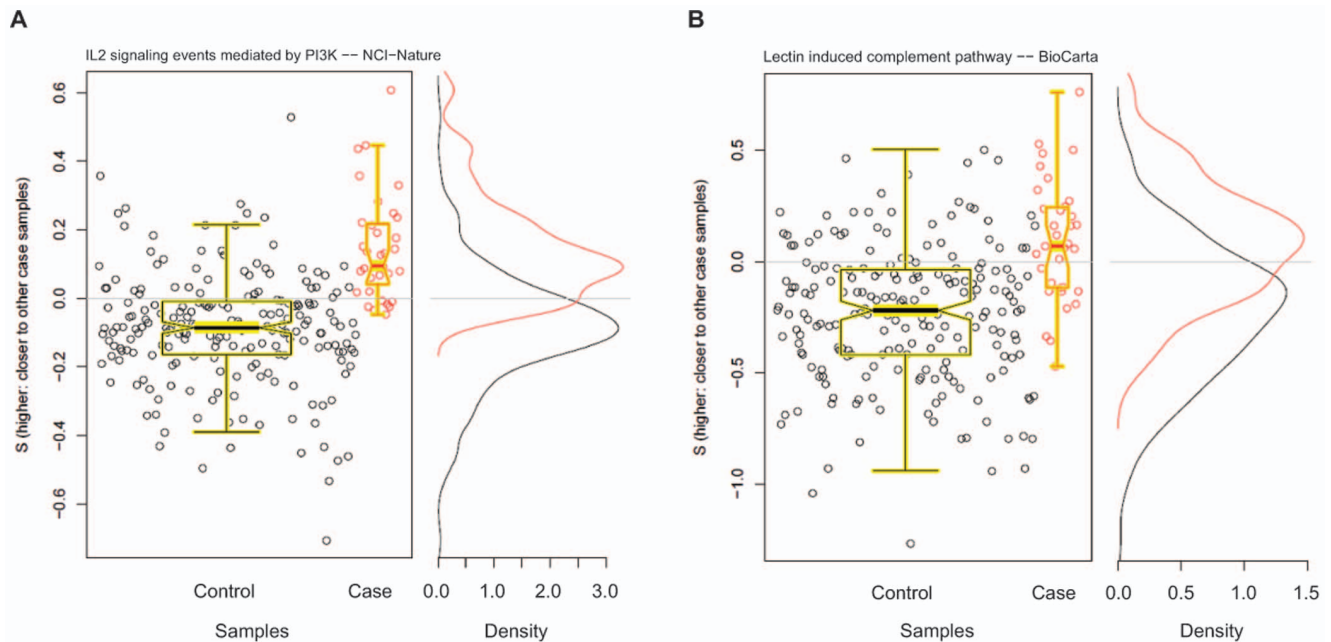 A
IL2 signaling events mediated by PI3K −− NCI−Nature
S (higher: closer to other case samples)
0.6
0.4
0.2
0.0
−0.2
−0.4
−0.6
Control Case
Samples
0.0 1.0 2.0 3.0
Density
B
Lectin induced complement pathway −− BioCarta
S (higher: closer to other case samples)
0.5
0.0
−0.5
−1.0
Control Case
Samples
0.0 0.5 1.0 1.5
Density